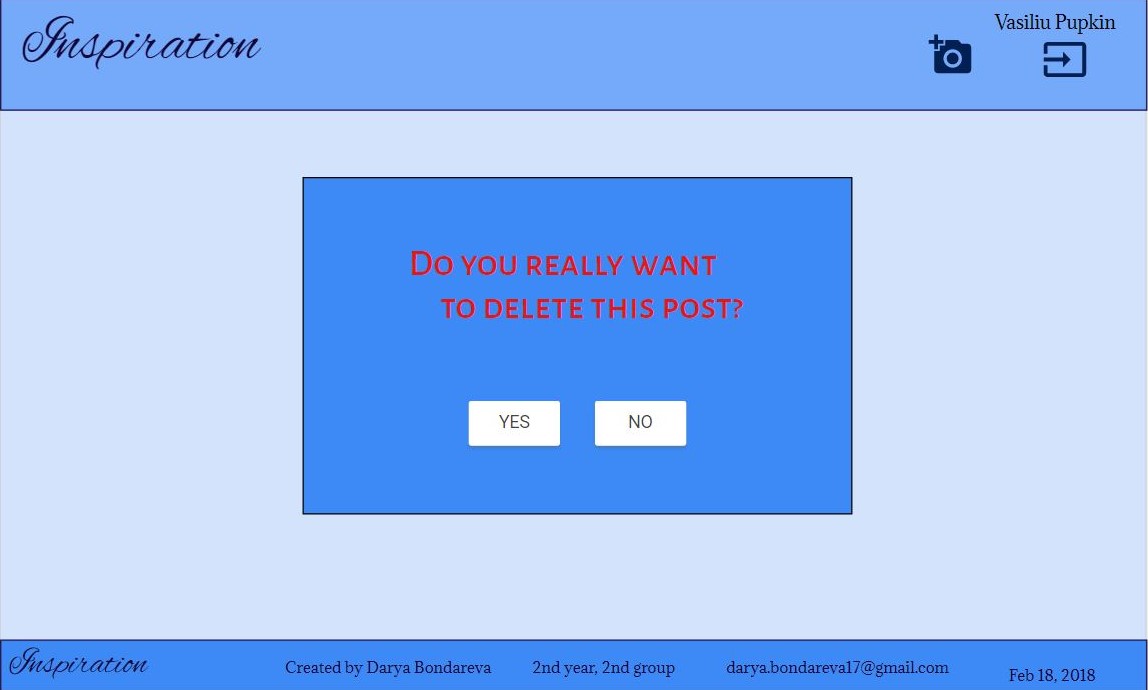 Inspiration
Vasiliu Pupkin
Do you really want
to delete this post?
YES
NO
Inspiration
Created by Darya Bondareva
2nd year, 2nd group
darya.bondareva17@gmail.com
Feb 18, 2018